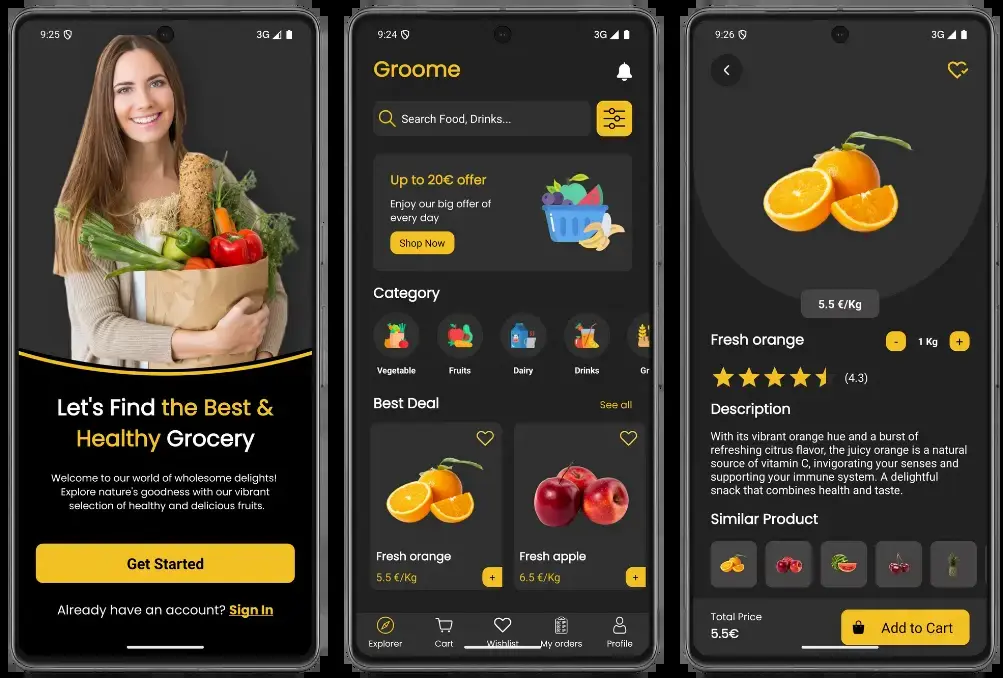 9:25
3G
Let's Find the Best &
Healthy Grocery
Welcome to our world of wholesome delights!
Explore nature's goodness with our vibrant
selection of healthy and delicious fruits.
Get Started
Already have an account? Sign In
9:24
3G
Groome
Search Food, Drinks...
Up to 20€ offer
Enjoy our big offer of
every day
Shop Now
Category
Vegetable
Fruits
Dairy
Drinks
Gr
Best Deal
See all
Fresh orange
5.5 €/Kg
+
Fresh apple
6.5 €/Kg
+
Explorer
Cart
Wishlist
My orders
Profile
9:26
3G
5.5 €/Kg
Fresh orange
- 1 Kg +
(4.3)
Description
With its vibrant orange hue and a burst of
refreshing citrus flavor, the juicy orange is a natural
source of vitamin C, invigorating your senses and
supporting your immune system. A delightful
snack that combines health and taste.
Similar Product
Total Price
5.5€
Add to Cart